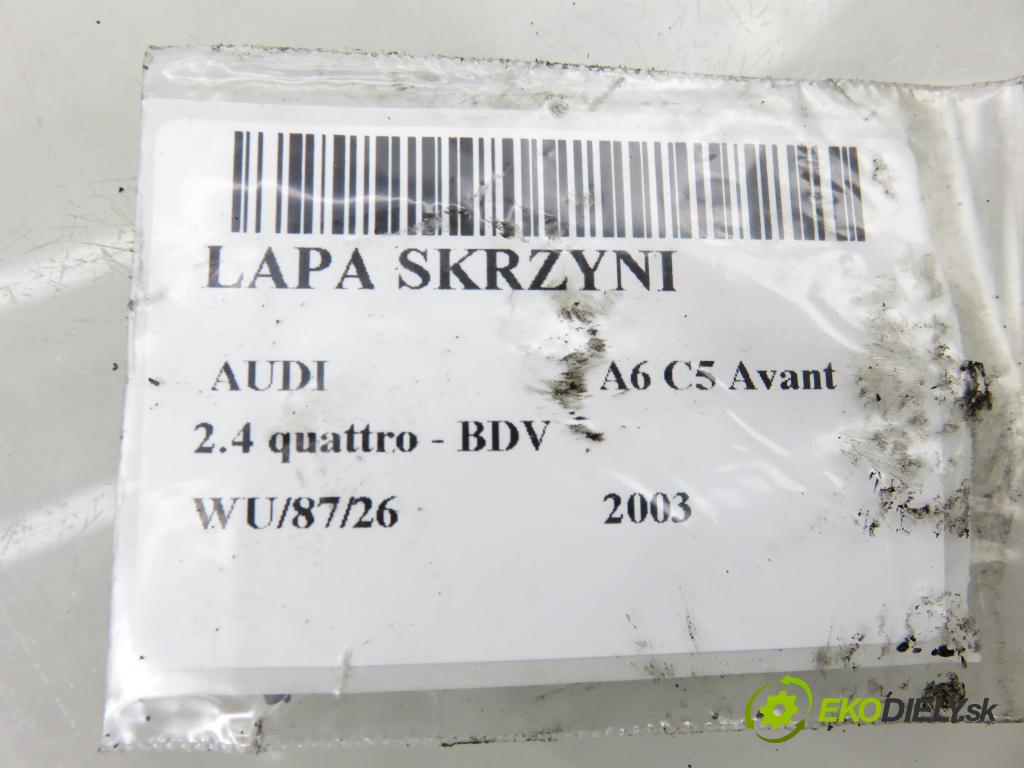 LAPA SKRZYNI
AUDI A6 C5 Avant
2.4 quattro - BDV
WU/87/26 2003
EKODIELY.sk